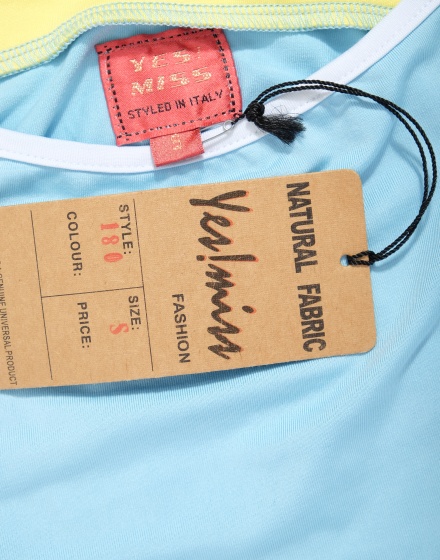 YES
MISS
STYLED IN ITALY
NATURAL FABRIC
Yes!miss
FASHION
STYLE: 180
COLOUR:
SIZE: S
PRICE:
GENUINE UNIVERSAL PRODUCT